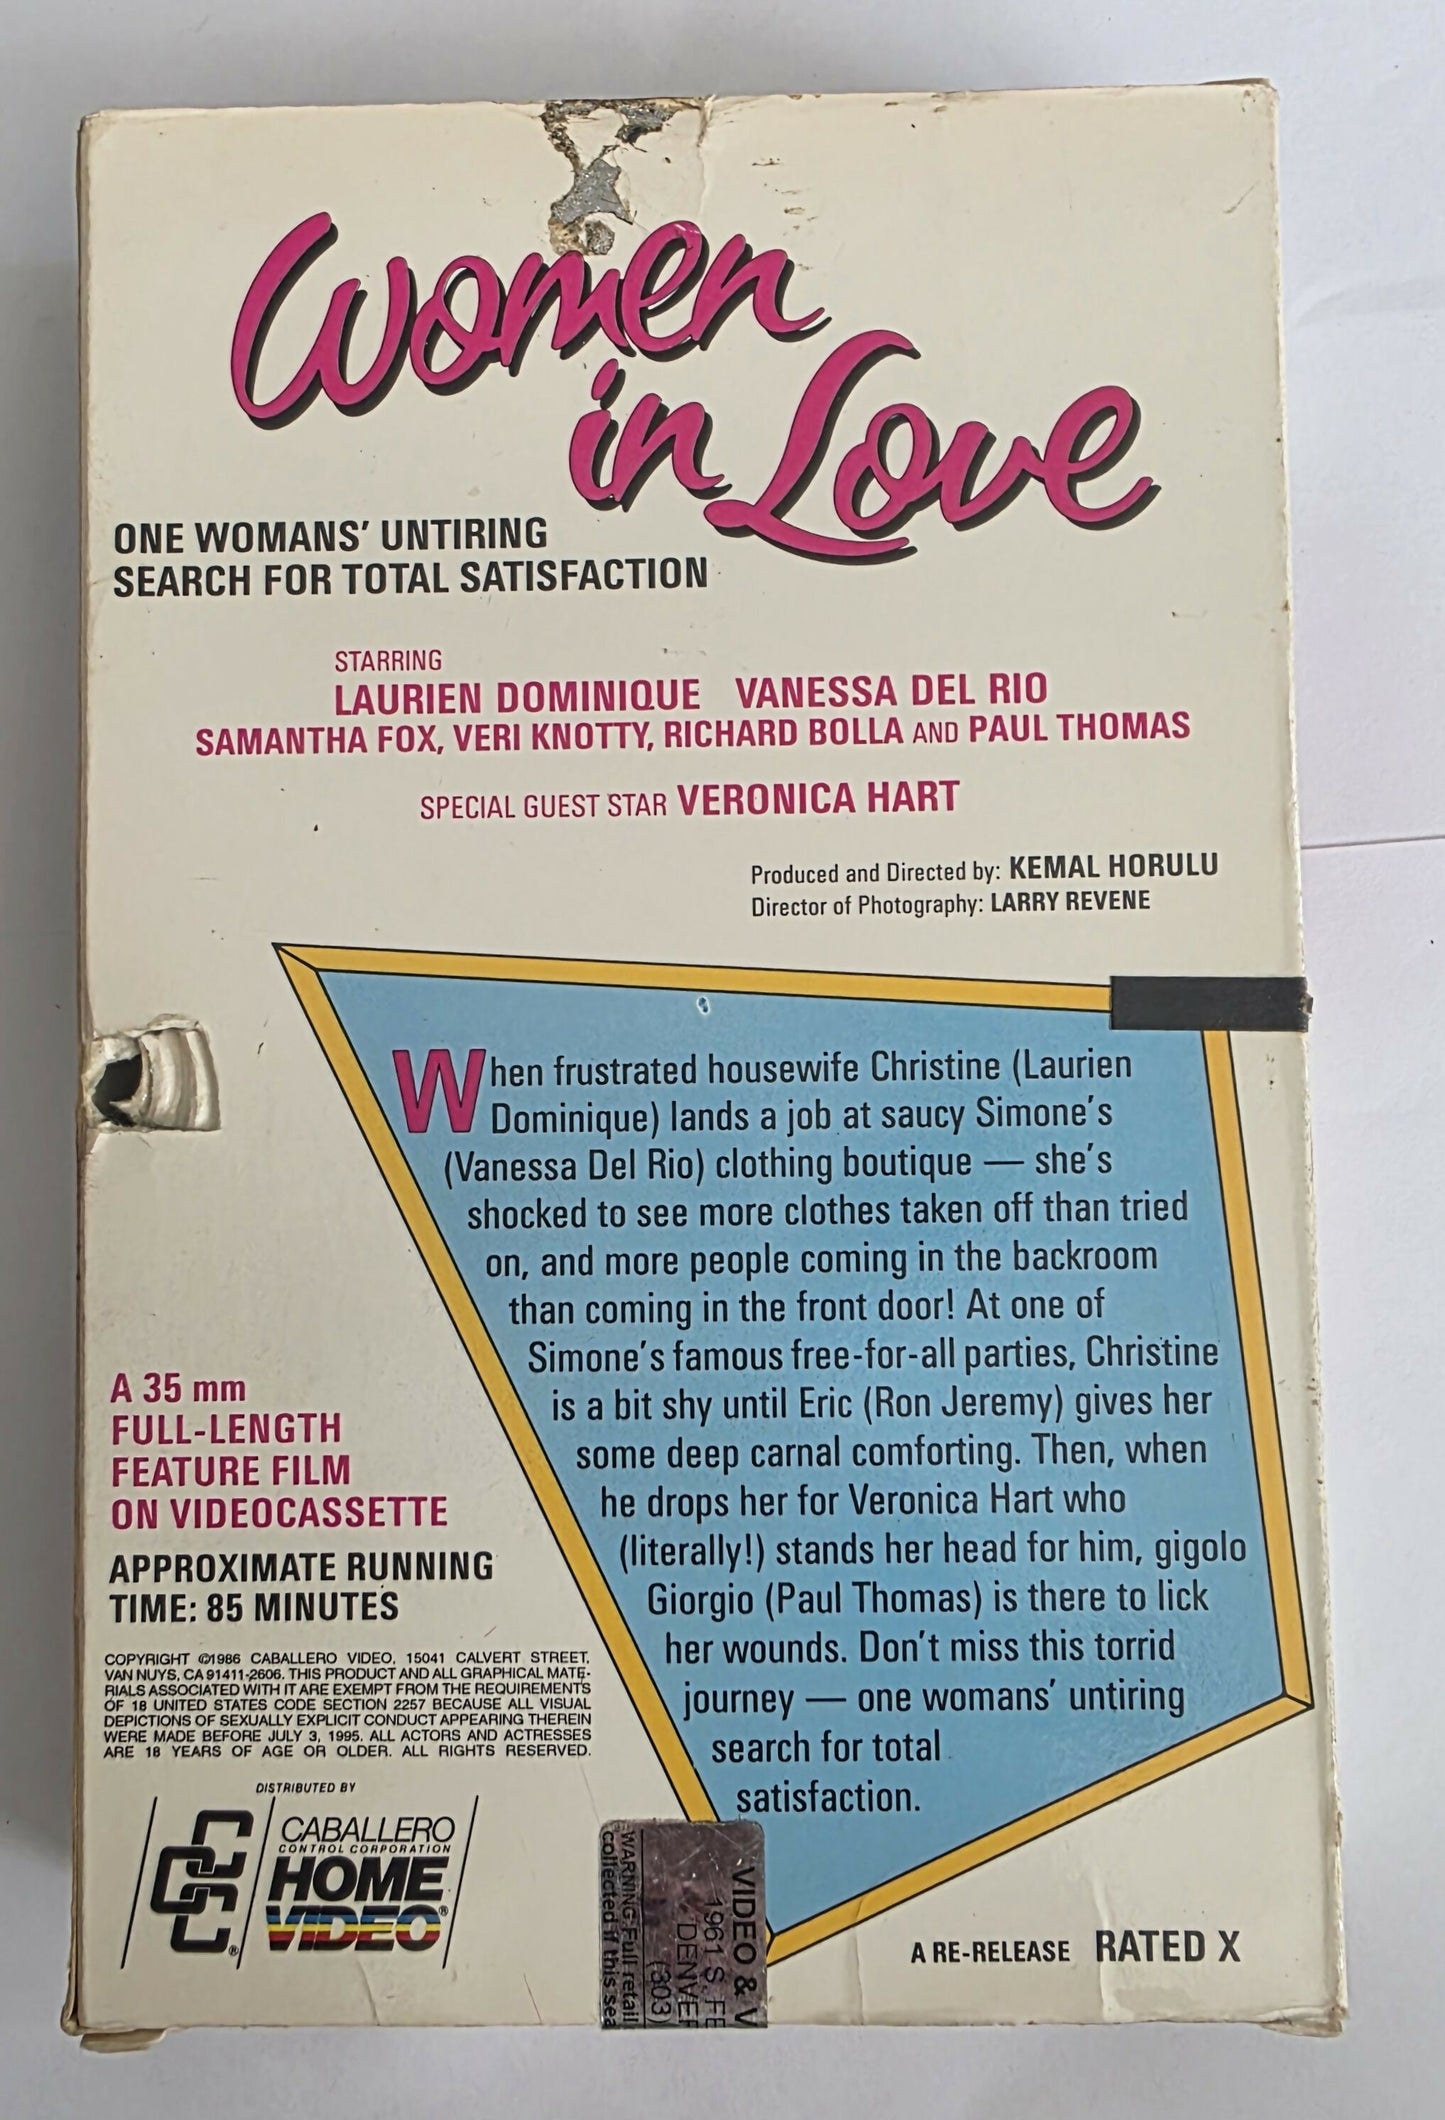 Women
in Love
ONE WOMANS' UNTIRING
SEARCH FOR TOTAL SATISFACTION
STARRING
LAURIEN DOMINIQUE VANESSA DEL RIO
SAMANTHA FOX, VERI KNOTTY, RICHARD BOLLA AND PAUL THOMAS
SPECIAL GUEST STAR VERONICA HART
Produced and Directed by: KEMAL HORULU
Director of Photography: LARRY REVENE
When frustrated housewife Christine (Laurien
Dominique) lands a job at saucy Simone's
(Vanessa Del Rio) clothing boutique — she's
shocked to see more clothes taken off than tried
on, and more people coming in the backroom
than coming in the front door! At one of
Simone's famous free-for-all parties, Christine
is a bit shy until Eric (Ron Jeremy) gives her
some deep carnal comforting. Then, when
he drops her for Veronica Hart who
(literally!) stands her head for him, gigolo
Giorgio (Paul Thomas) is there to lick
her wounds. Don't miss this torrid
journey — one womans' untiring
search for total
satisfaction.
A 35 mm
FULL-LENGTH
FEATURE FILM
ON VIDEOCASSETTE
APPROXIMATE RUNNING
TIME: 85 MINUTES
COPYRIGHT ©1986 CABALLERO VIDEO, 15041 CALVERT STREET,
VAN NUYS, CA 91411-2606. THIS PRODUCT AND ALL GRAPHICAL MATE-
RIALS ASSOCIATED WITH IT ARE EXEMPT FROM THE REQUIREMENTS
OF 18 UNITED STATES CODE SECTION 2257 BECAUSE ALL VISUAL
DEPICTIONS OF SEXUALLY EXPLICIT CONDUCT APPEARING THEREIN
WERE MADE BEFORE JULY 3, 1995. ALL ACTORS AND ACTRESSES
ARE 18 YEARS OF AGE OR OLDER. ALL RIGHTS RESERVED.
DISTRIBUTED BY
CABALLERO
CONTROL CORPORATION
HOME
VIDEO®
VIDEO & V
1961 S. FE
DENVER
(303)
WARNING: Full retail
collected if this sea
A RE-RELEASE RATED X